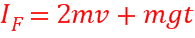 I_F = 2mv + mgt